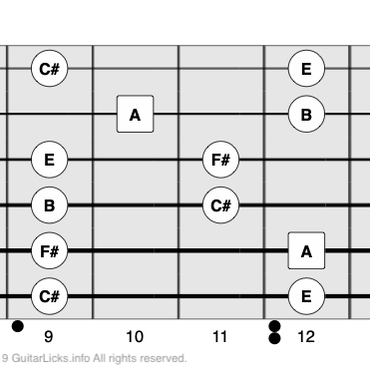 C# E
A B
E F#
B C#
F# A
C# E
9 10 11 12
9 GuitarLicks.info All rights reserved.